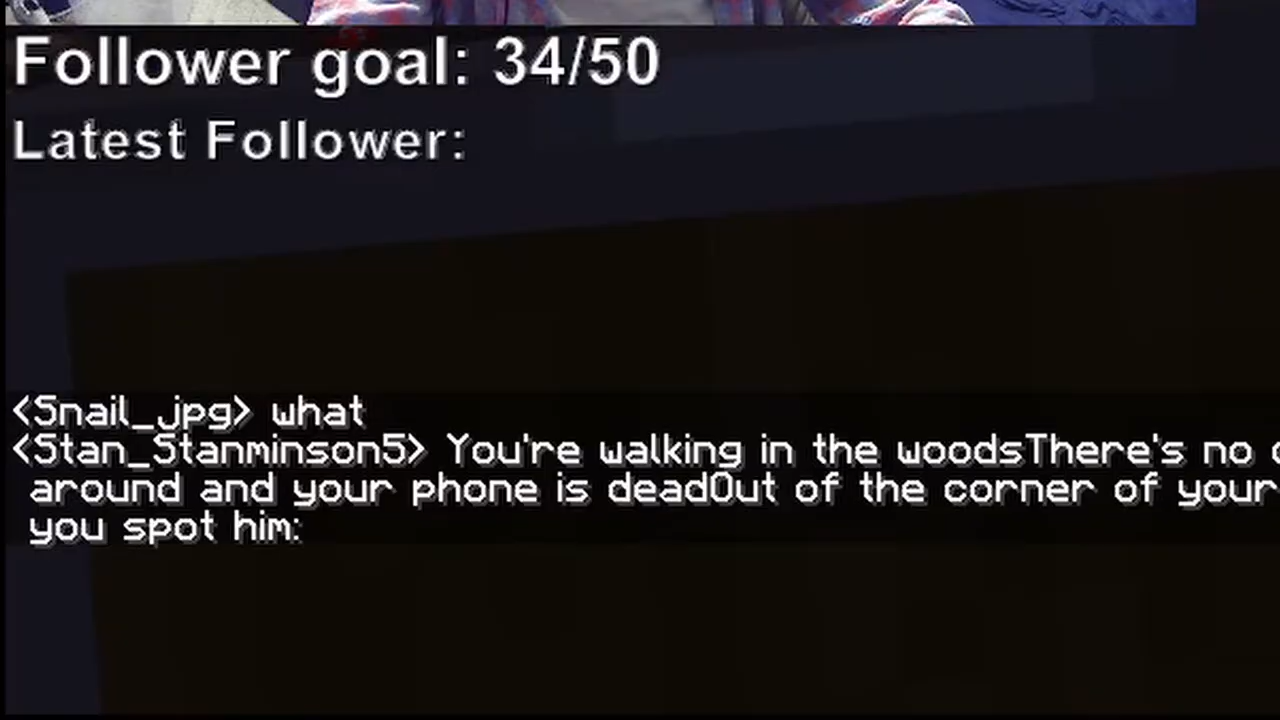 Follower goal: 34/50
Latest Follower:
<Snail_jpg> what
<Stan_Stanminson5> You're walking in the woodsThere's no
around and your phone is deadOut of the corner of your
you spot him: